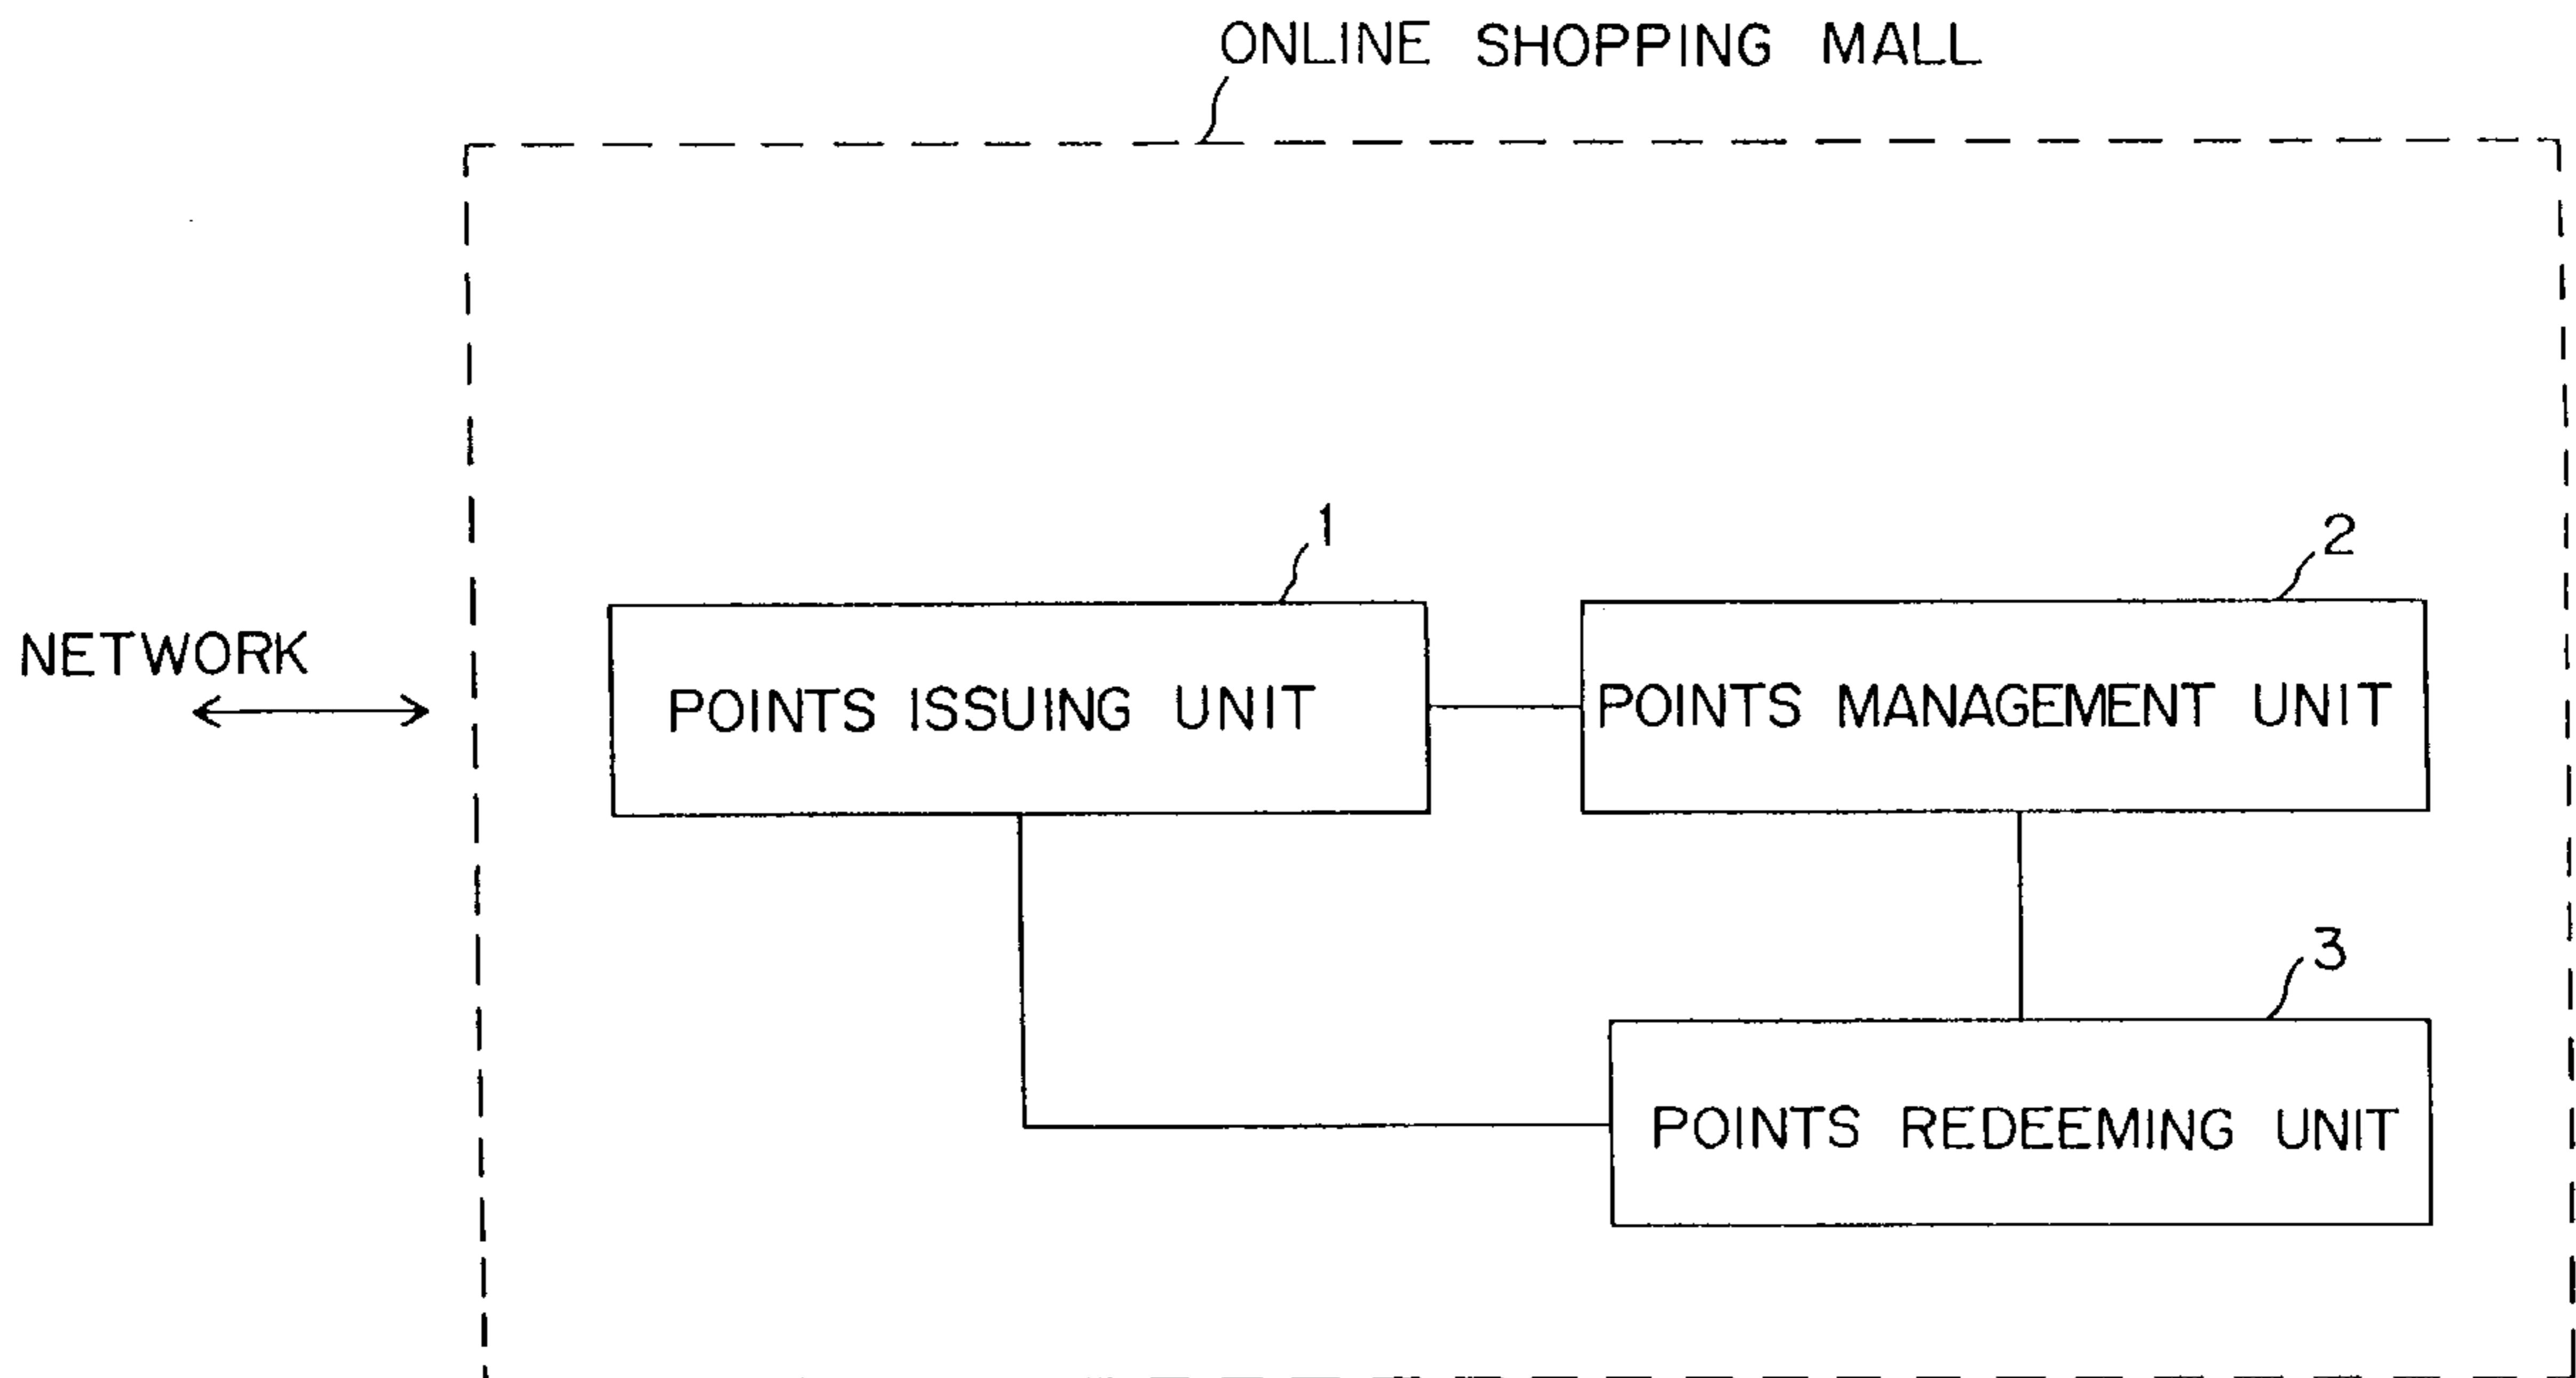 ONLINE SHOPPING MALL
1
2
NETWORK
POINTS ISSUING UNIT
POINTS MANAGEMENT UNIT
3
POINTS REDEEMING UNIT